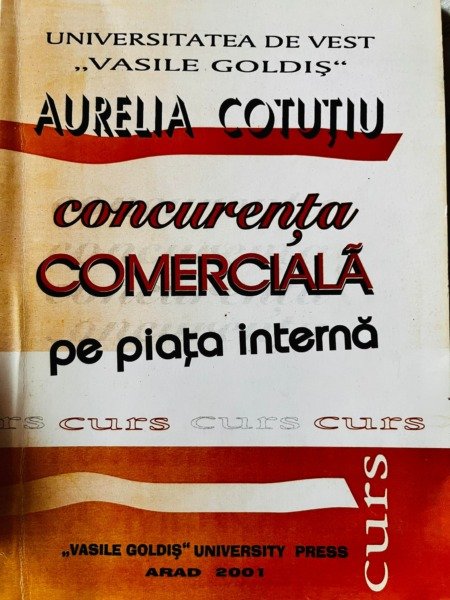 UNIVERSITATEA DE VEST
„VASILE GOLDIŞ“
AURELIA COTUŢIU
concurenţa
COMERCIALĂ
pe piaţa internă
rs curs curs curs c
curs
„VASILE GOLDIŞ“ UNIVERSITY PRESS
ARAD 2001